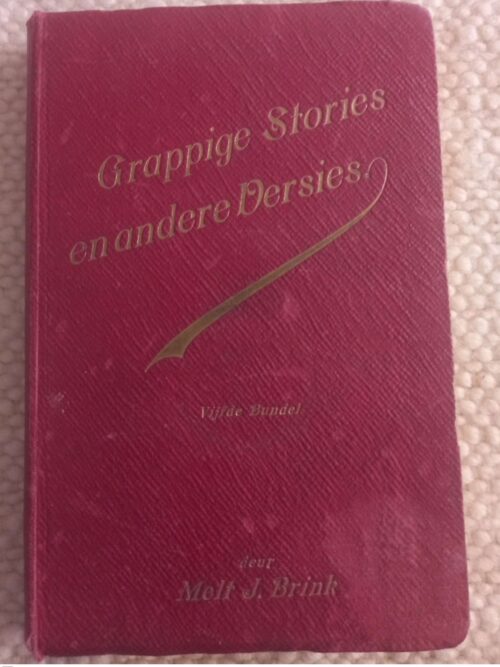 Grappige Stories
en andere Versies.
Vijfde Bundel
deur
Melt J. Brink